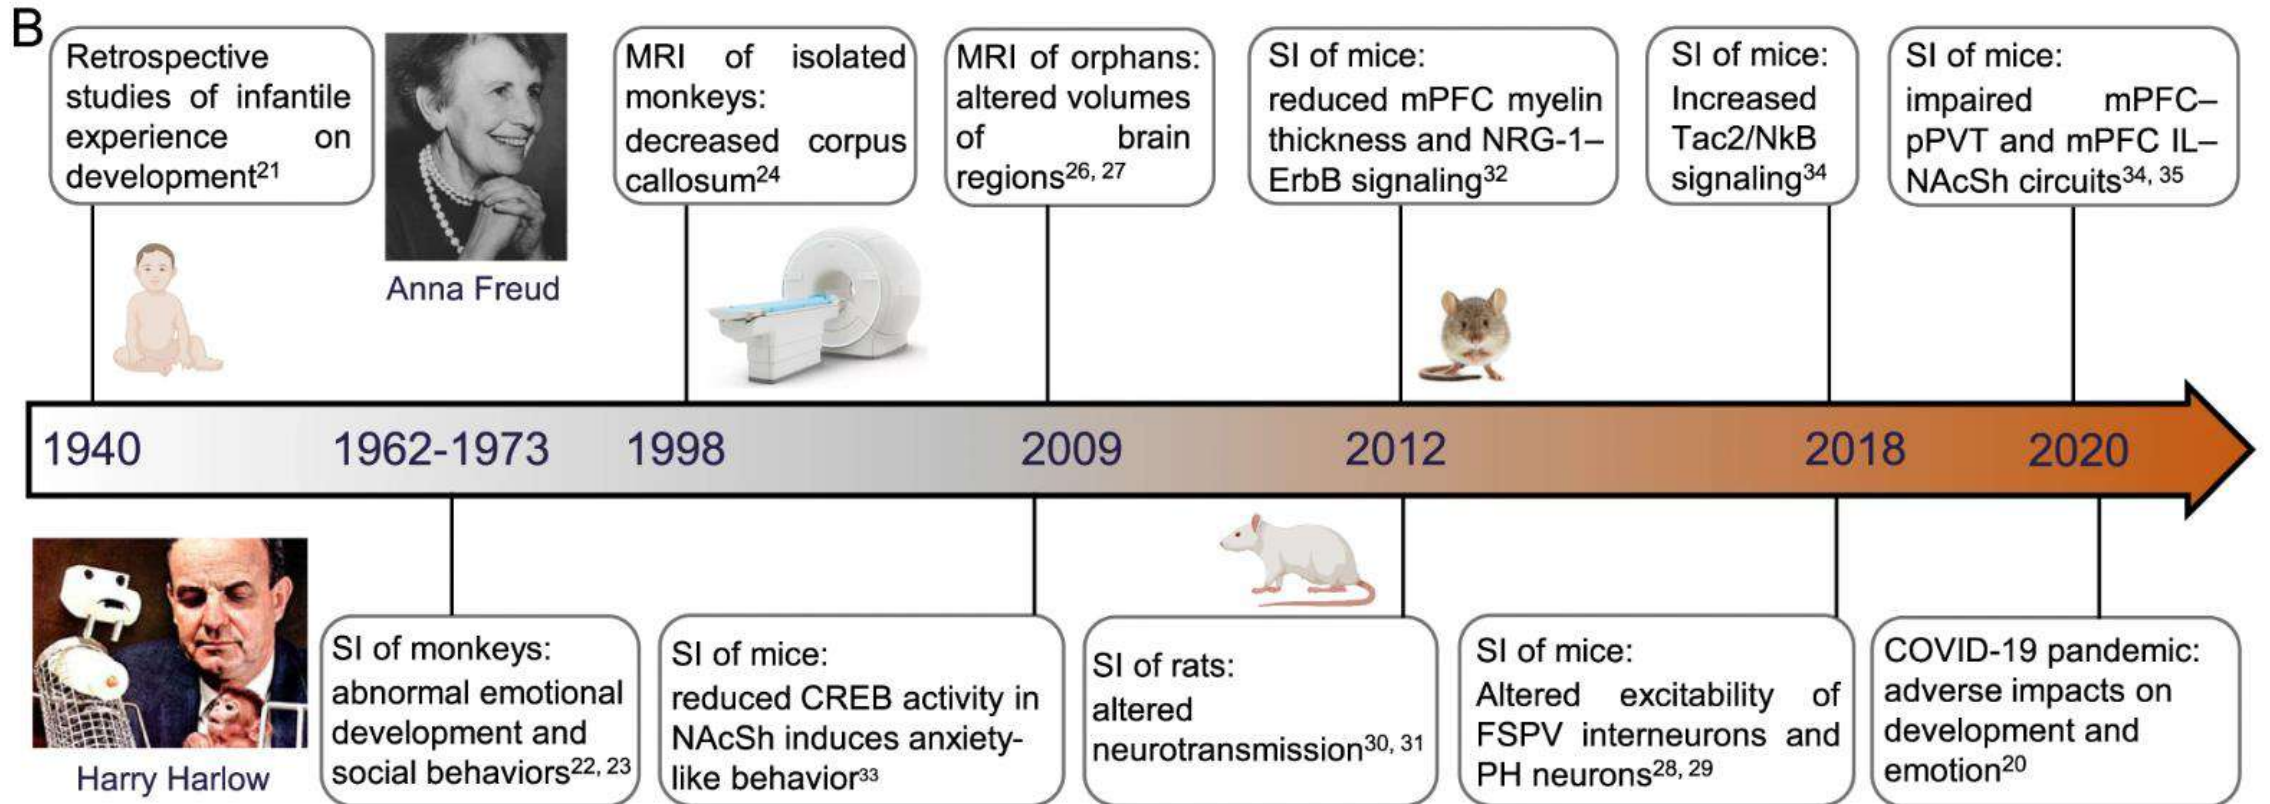 B
Retrospective
studies of infantile
experience on
development21
Anna Freud
MRI of isolated
monkeys:
decreased corpus
callosum24
MRI of orphans:
altered volumes
of brain
regions26, 27
SI of mice:
reduced mPFC myelin
thickness and NRG-1–
ErbB signaling32
SI of mice:
Increased
Tac2/NkB
signaling34
SI of mice:
impaired mPFC–
pPVT and mPFC IL–
NAcSh circuits34, 35
1940
1962-1973
1998
2009
2012
2018
2020
Harry Harlow
SI of monkeys:
abnormal emotional
development and
social behaviors22, 23
SI of mice:
reduced CREB activity in
NAcSh induces anxiety-
like behavior33
SI of rats:
altered
neurotransmission30, 31
SI of mice:
Altered excitability of
FSPV interneurons and
PH neurons28, 29
COVID-19 pandemic:
adverse impacts on
development and
emotion20